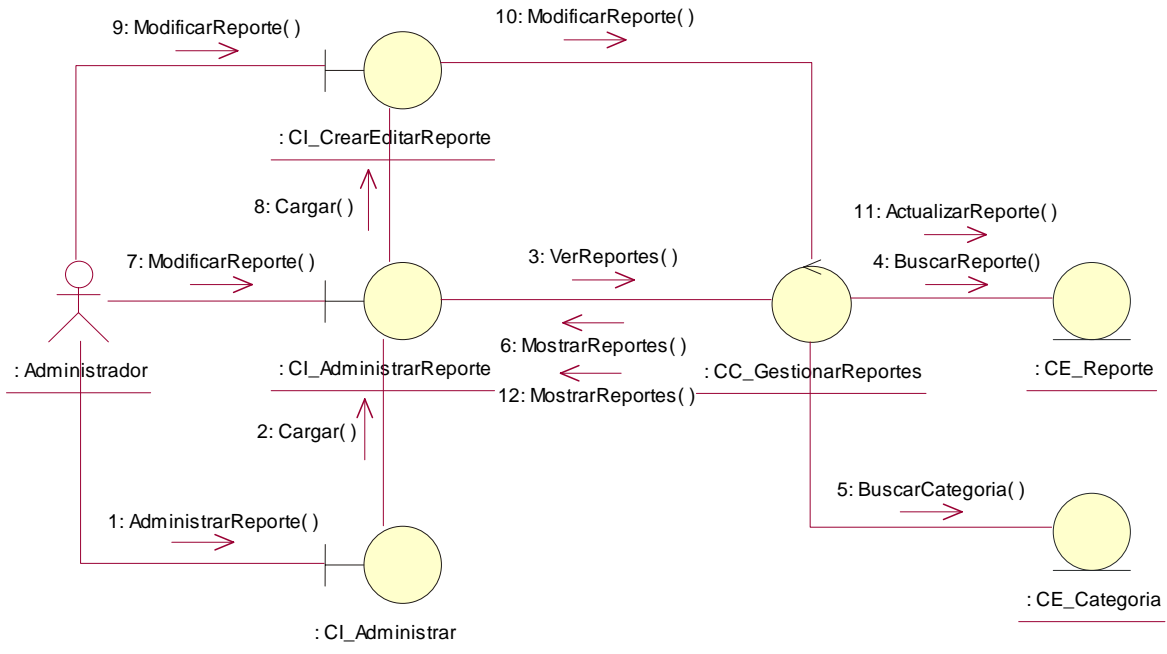 9: ModificarReporte( )
10: ModificarReporte( )
: CI_CrearEditarReporte
8: Cargar( )
11: ActualizarReporte( )
7: ModificarReporte( )
3: VerReportes( )
4: BuscarReporte()
: Administrador
: CI_AdministrarReporte
6: MostrarReportes( )
: CC_GestionarReportes
: CE_Reporte
12: MostrarReportes( )
2: Cargar( )
5: BuscarCategoria( )
1: AdministrarReporte( )
: CE_Categoria
: CI_Administrar